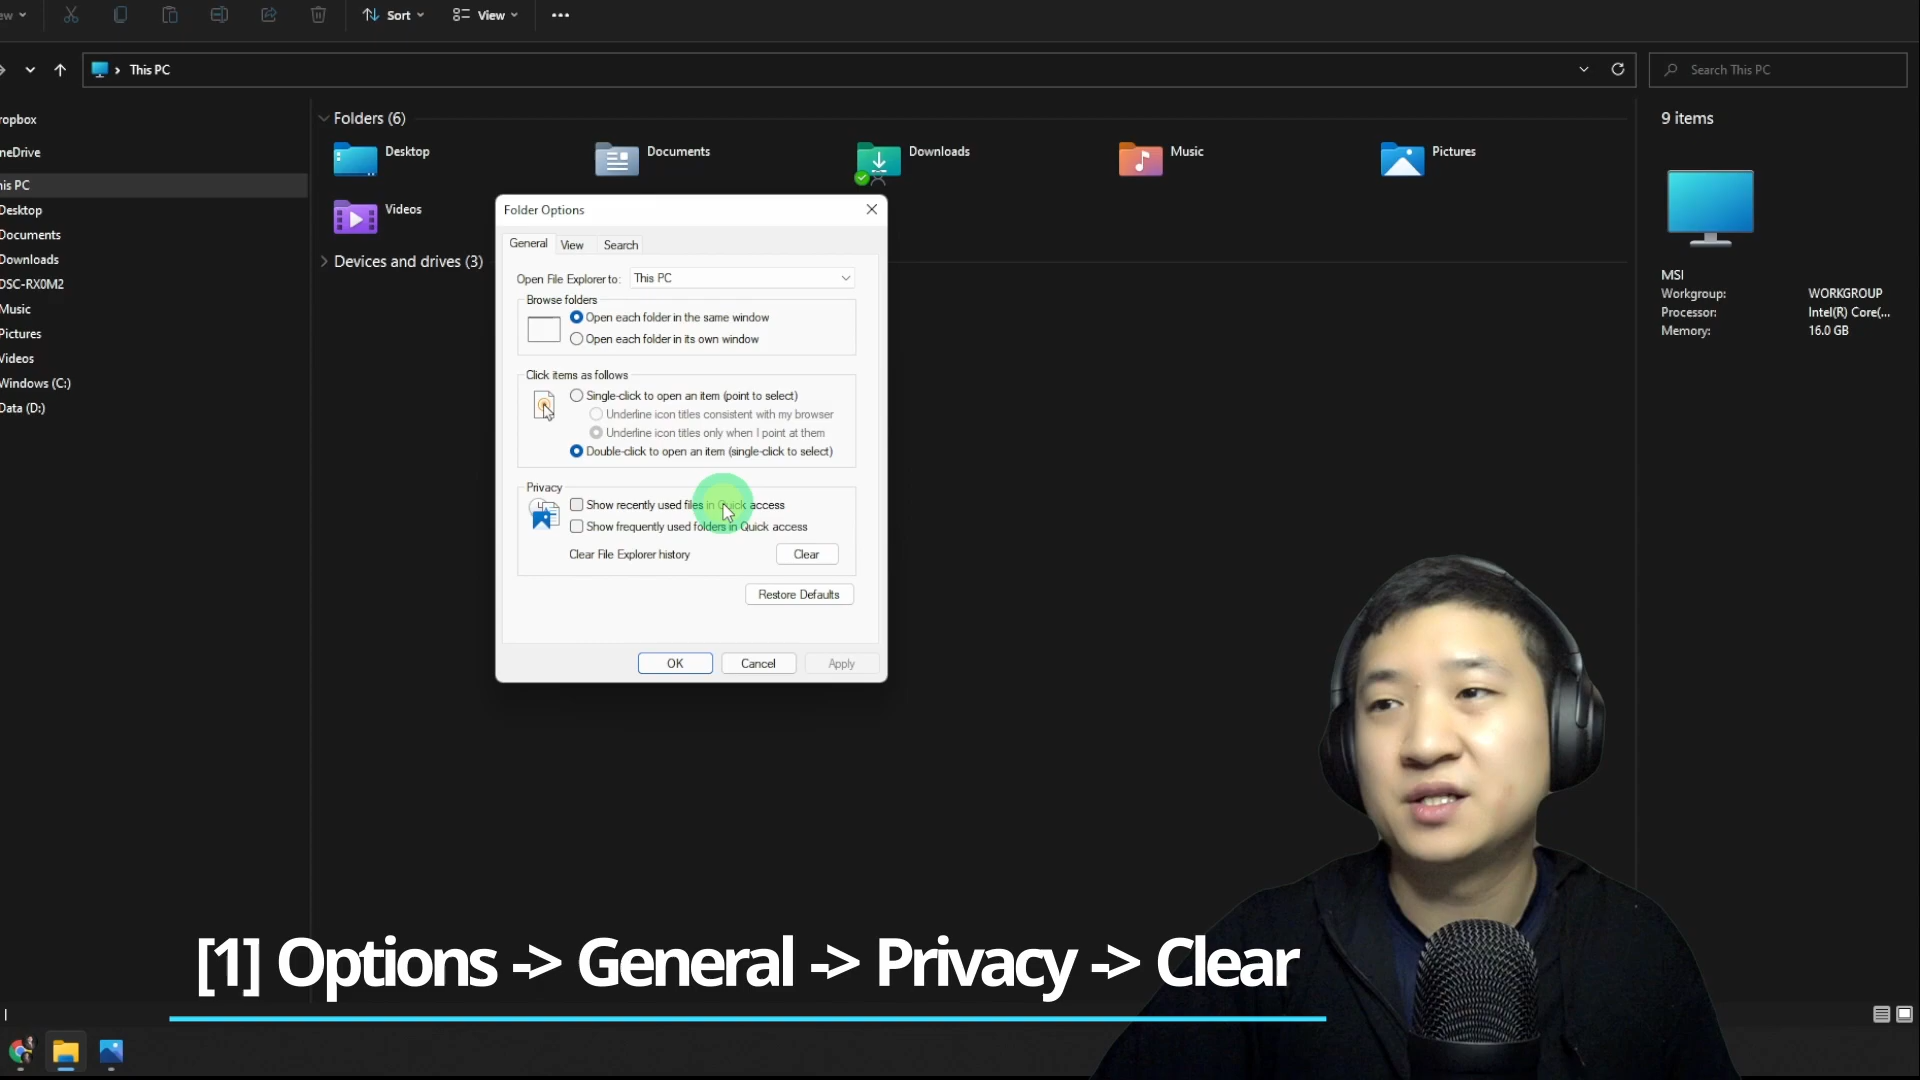 ew
Sort
View
This PC
Search This PC
ropbox
neDrive
is PC
Desktop
Documents
Downloads
DSC-RX0M2
Music
Pictures
Videos
Windows (C:)
Data (D:)
Folders (6)
Desktop
Documents
Downloads
Music
Pictures
Videos
Devices and drives (3)
9 items
MSI
Workgroup: WORKGROUP
Processor: Intel(R) Core(...
Memory: 16.0 GB
Folder Options
General View Search
Open File Explorer to: This PC
Browse folders
Open each folder in the same window
Open each folder in its own window
Click items as follows
Single-click to open an item (point to select)
Underline icon titles consistent with my browser
Underline icon titles only when I point at them
Double-click to open an item (single-click to select)
Privacy
Show recently used files in Quick access
Show frequently used folders in Quick access
Clear File Explorer history Clear
Restore Defaults
OK Cancel Apply
[1] Options -> General -> Privacy -> Clear